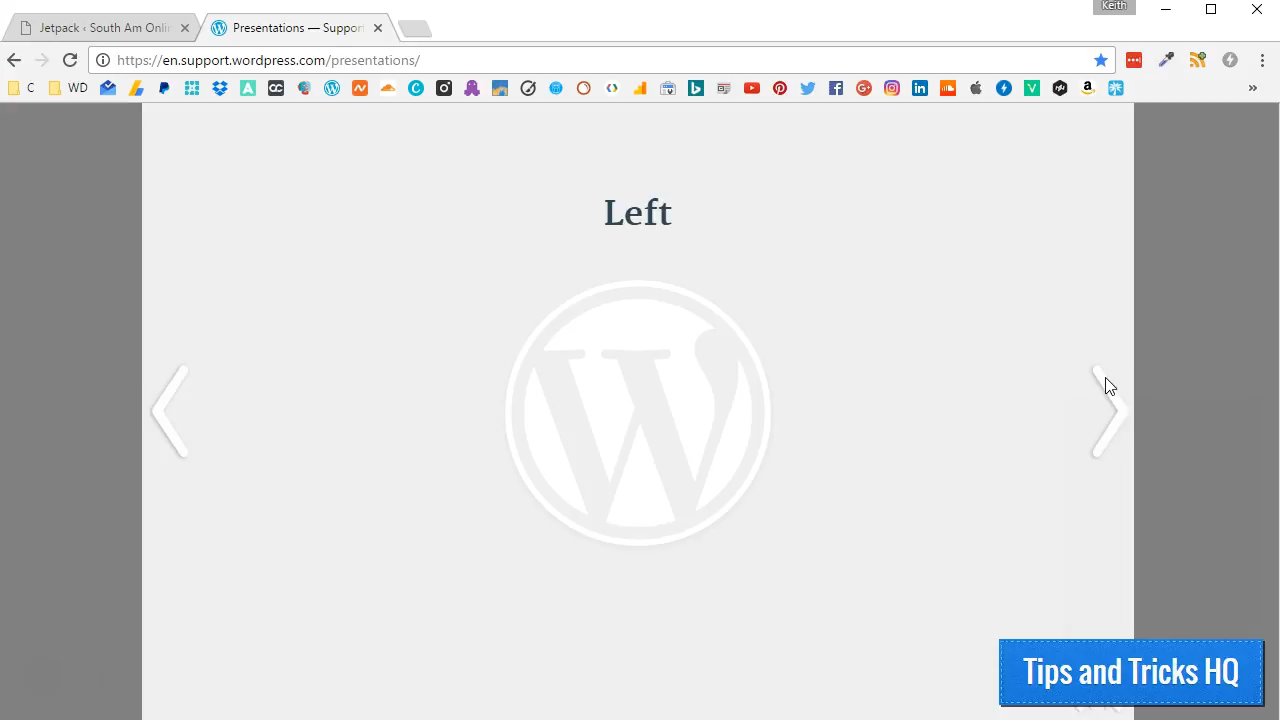 Keith
Jetpack ‹ South Am Onli
Presentations — Suppor
https://en.support.wordpress.com/presentations/
C
WD
Left
Tips and Tricks HQ